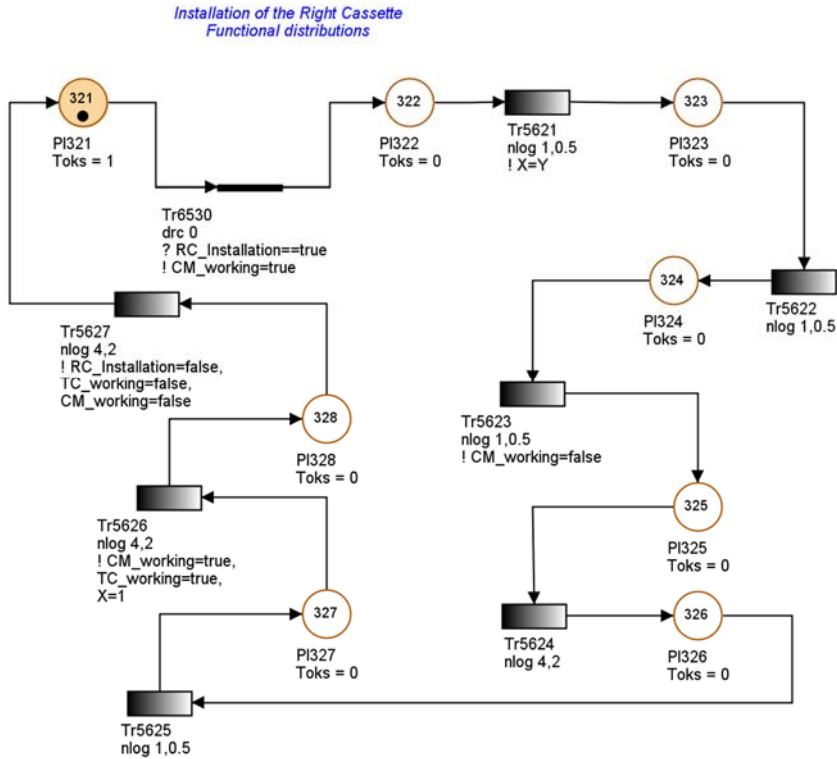 Installation of the Right Cassette
Functional distributions
321
Pl321
Toks = 1
322
Pl322
Toks = 0
Tr5621
nlog 1,0.5
! X=Y
323
Pl323
Toks = 0
Tr6530
drc 0
? RC_Installation==true
! CM_working=true
324
Pl324
Toks = 0
Tr5622
nlog 1,0.5
Tr5627
nlog 4,2
! RC_Installation=false,
TC_working=false,
CM_working=false
Tr5623
nlog 1,0.5
! CM_working=false
328
Pl328
Toks = 0
325
Pl325
Toks = 0
Tr5626
nlog 4,2
! CM_working=true,
TC_working=true,
X=1
327
Pl327
Toks = 0
Tr5624
nlog 4,2
326
Pl326
Toks = 0
Tr5625
nlog 1,0.5